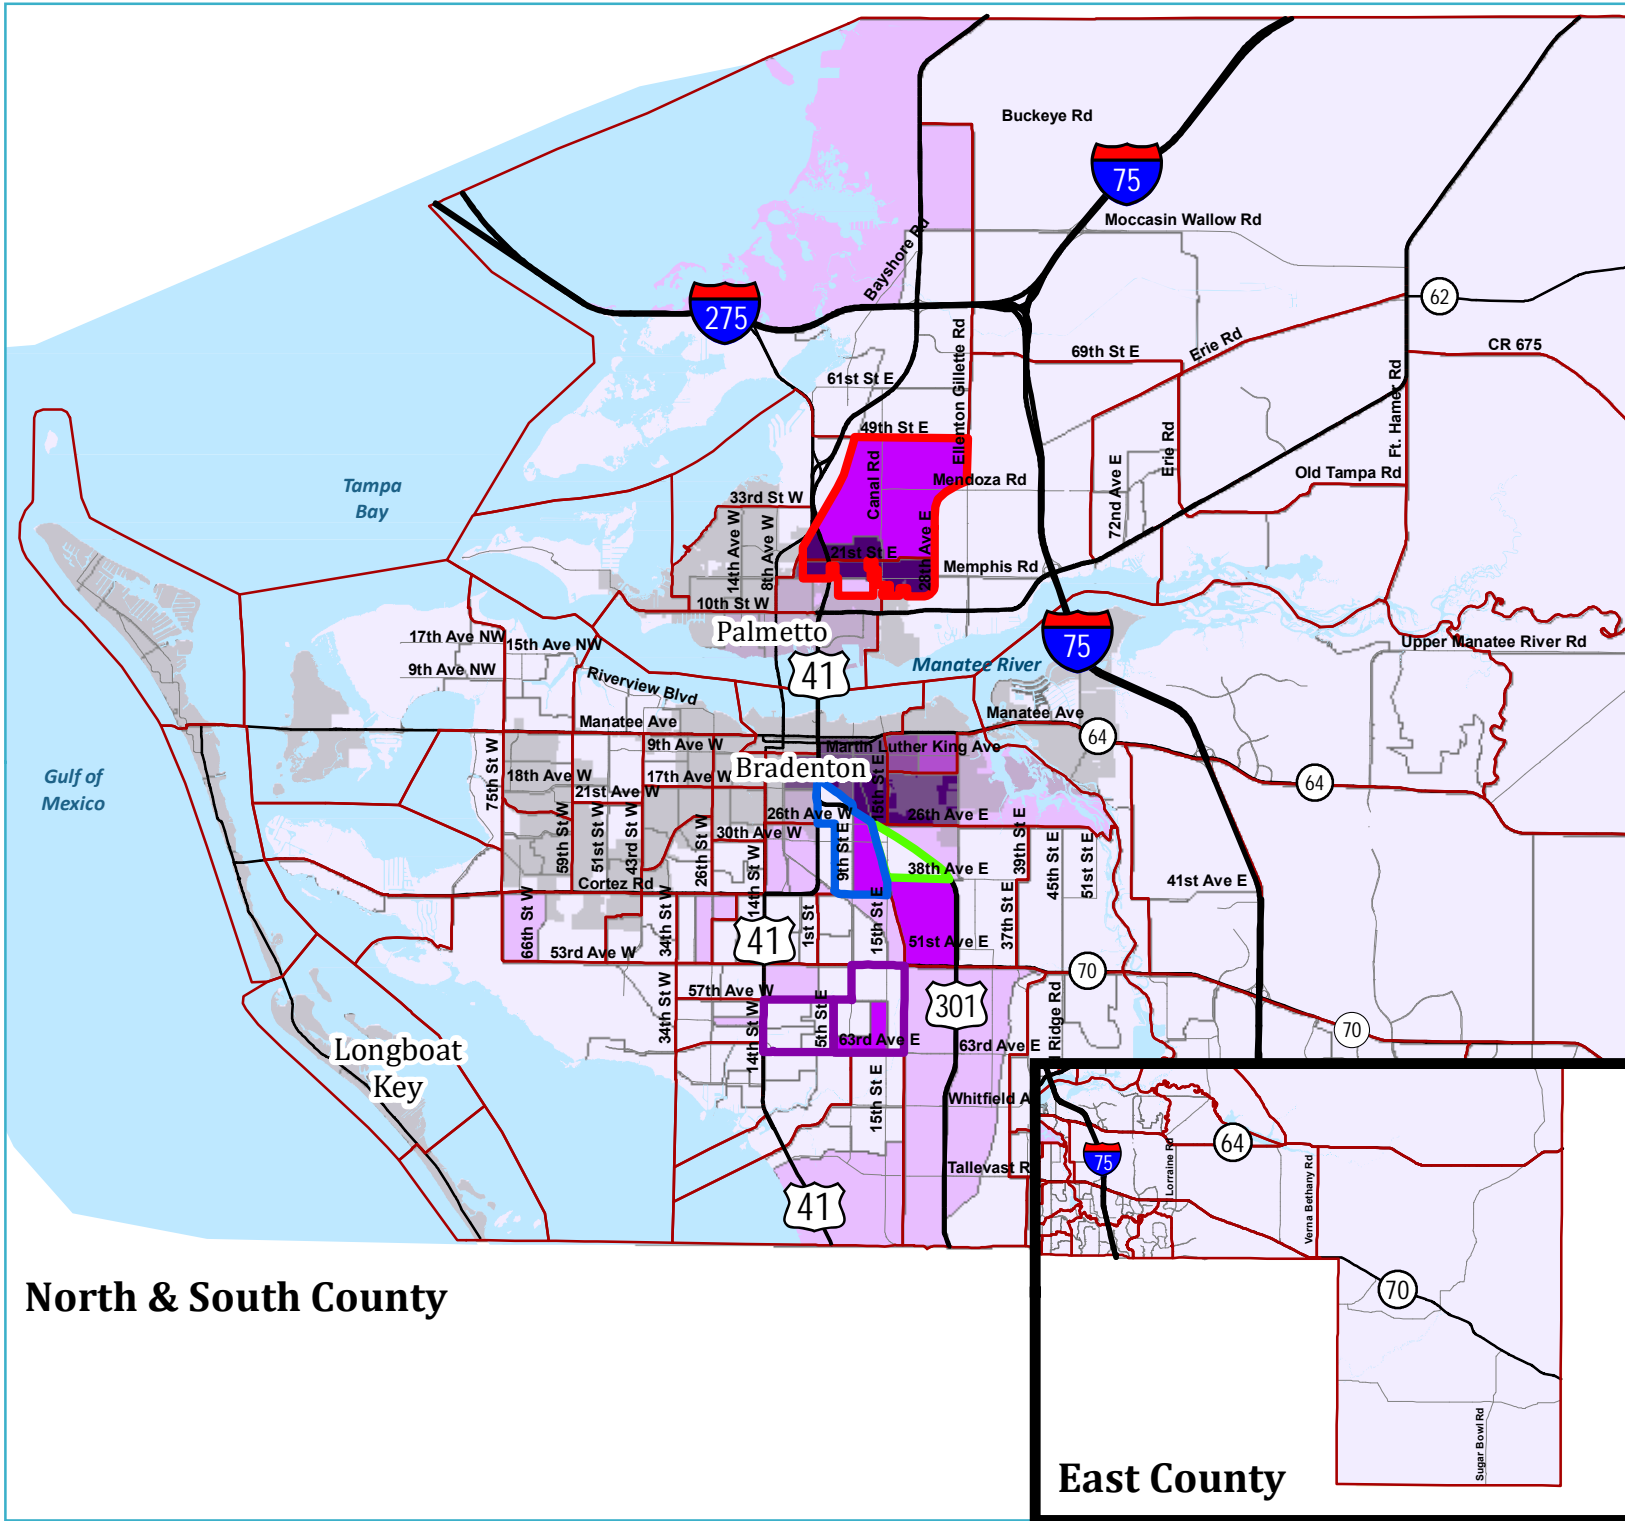 Buckeye Rd
75
Moccasin Wallow Rd
Bayshore Rd
62
275
Ellenton Gillette Rd
69th St E
Erie Rd
CR 675
61st St E
Ft. Hamer Rd
49th St E
Canal Rd
Mendoza Rd
72nd Ave E
Erie Rd
Old Tampa Rd
Tampa
Bay
33rd St W
14th Ave W
8th Ave W
21st St E
28th Ave E
Memphis Rd
10th St W
Palmetto
41
Manatee River
75
Upper Manatee River Rd
17th Ave NW
15th Ave NW
9th Ave NW
Riverview Blvd
Manatee Ave
Manatee Ave
64
9th Ave W
Martin Luther King Ave
Bradenton
Gulf of
Mexico
75th St W
18th Ave W
17th Ave W
21st Ave W
15th St E
64
26th Ave W
26th Ave E
30th Ave W
59th St W
51st St W
43rd St W
26th St W
14th St W
9th St E
39th St E
45th St E
51st St E
38th Ave E
41st Ave E
Cortez Rd
66th St W
34th St W
41
1st St
15th St E
37th St E
51st Ave E
53rd Ave W
70
57th Ave W
34th St W
14th St W
5th St E
301
Ridge Rd
70
63rd Ave E
63rd Ave E
Longboat
Key
15th St E
Whitfield A
Tallevast R
41
75
Lorraine Rd
64
Verna Bethany Rd
70
Sugar Bowl Rd
North & South County
East County